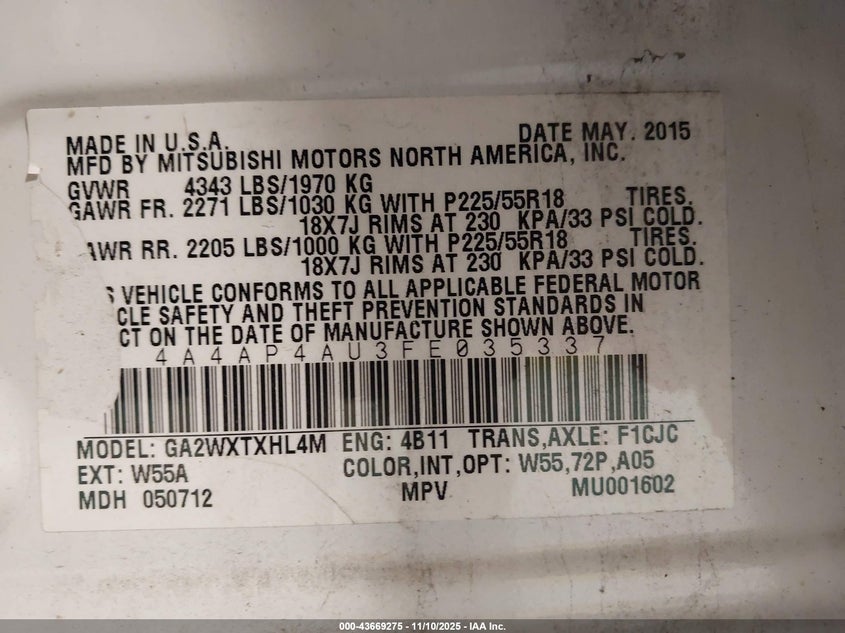 MADE IN U.S.A. DATE MAY. 2015
MFD BY MITSUBISHI MOTORS NORTH AMERICA, INC.
GVWR 4343 LBS/1970 KG
GAWR FR. 2271 LBS/1030 KG WITH P225/55R18 TIRES.
18X7J RIMS AT 230 KPA/33 PSI COLD.
AWR RR. 2205 LBS/1000 KG WITH P225/55R18 TIRES.
18X7J RIMS AT 230 KPA/33 PSI COLD.
S VEHICLE CONFORMS TO ALL APPLICABLE FEDERAL MOTOR
CLE SAFETY AND THEFT PREVENTION STANDARDS IN
CT ON THE DATE OF MANUFACTURE SHOWN ABOVE.
4A4AP4AU3FE035337
MODEL: GA2WXTXHL4M ENG: 4B11 TRANS,AXLE: F1CJC
EXT: W55A COLOR,INT,OPT: W55,72P,A05
MDH 050712 MPV MU001602
000-43669275 - 11/10/2025 - IAA Inc.